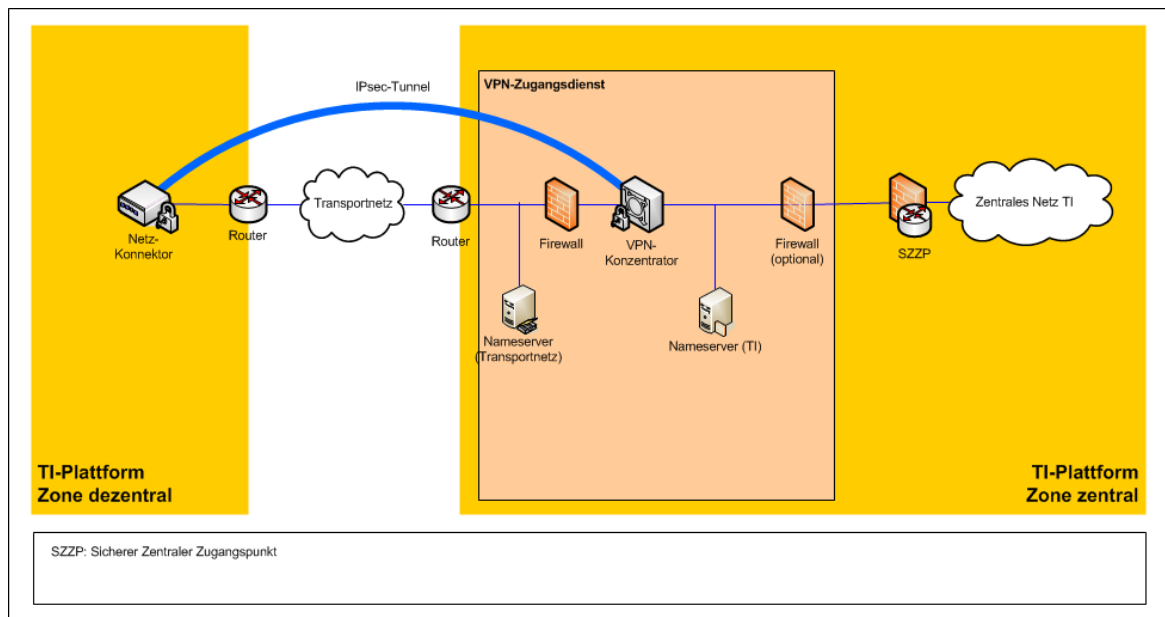 IPsec-Tunnel
VPN-Zugangsdienst
Netz-
Konnektor
Router
Transportnetz
Router
Firewall
VPN-
Konzentrator
Firewall
(optional)
SZZP
Zentrales Netz TI
Nameserver
(Transportnetz)
Nameserver (TI)
TI-Plattform
Zone dezentral
TI-Plattform
Zone zentral
SZZP: Sicherer Zentraler Zugangspunkt